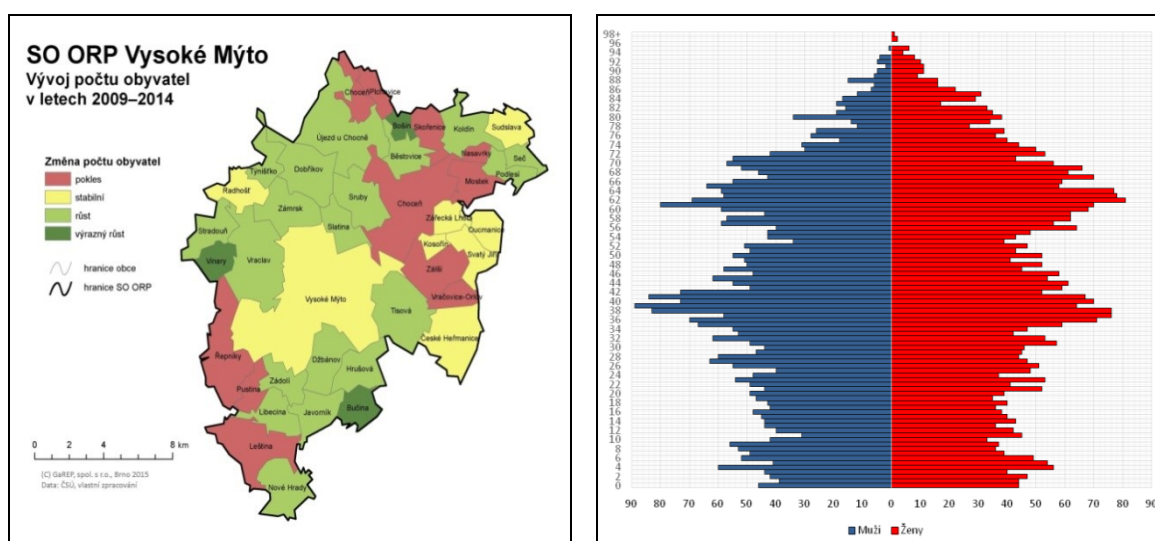 SO ORP Vysoké Mýto
Vývoj počtu obyvatel
v letech 2009–2014
Změna počtu obyvatel
pokles
stabilní
růst
výrazný růst
hranice obce
hranice SO ORP
Choceň
Plchovice
Bošín
Skořenice
Koldín
Sudslava
Újezd u Chocně
Běstovice
Nasavrky
Seč
Podlesí
Týnišťko
Dobříkov
Mostek
Radhošť
Sruby
Choceň
Zámrsk
Zářecká Lhota
Oucmanice
Stradouň
Slatina
Kosořín
Svatý Jiří
Vinary
Vraclav
Zálší
Vysoké Mýto
Vračovice-Orlov
Tisová
České Heřmanice
Řepníky
Džbánov
Hrušová
Pustina
Zádolí
Libecina
Javorník
Bučina
Leština
Nové Hrady
0 2 4 8 km
(C) GaREP, spol. s r.o., Brno 2015
Data: ČSÚ, vlastní zpracování
98+
96
94
92
90
88
86
84
82
80
78
76
74
72
70
68
66
64
62
60
58
56
54
52
50
48
46
44
42
40
38
36
34
32
30
28
26
24
22
20
18
16
14
12
10
8
6
4
2
0
90 80 70 60 50 40 30 20 10 0 10 20 30 40 50 60 70 80 90
Muži Ženy